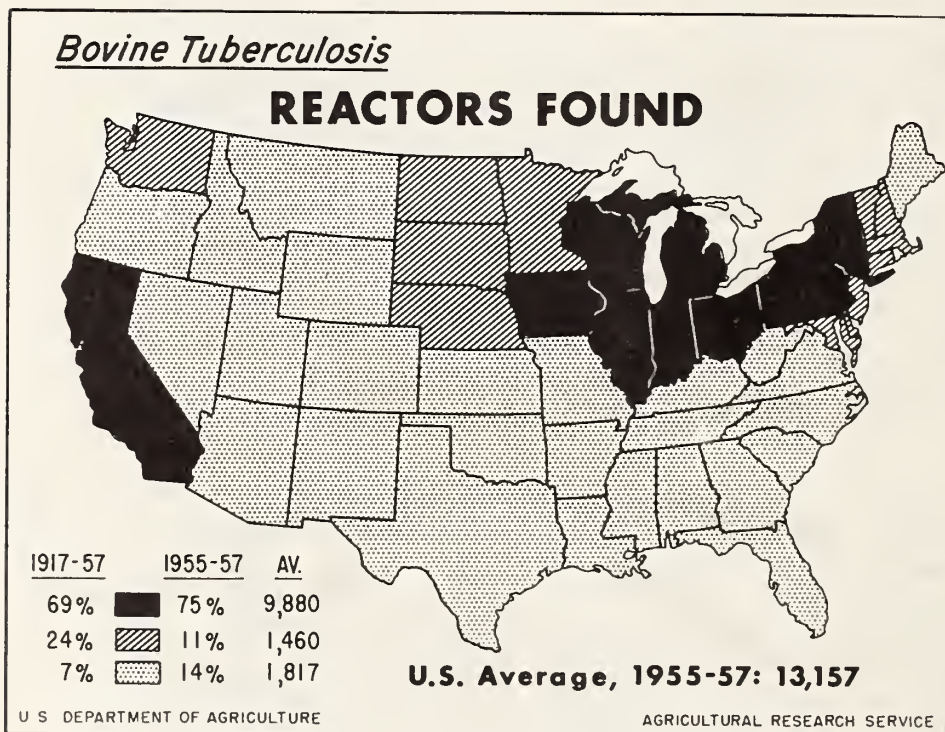 Bovine Tuberculosis
REACTORS FOUND
1917-57 1955-57 AV.
69% 75% 9,880
24% 11% 1,460
7% 14% 1,817
U.S. Average, 1955-57: 13,157
U S DEPARTMENT OF AGRICULTURE
AGRICULTURAL RESEARCH SERVICE